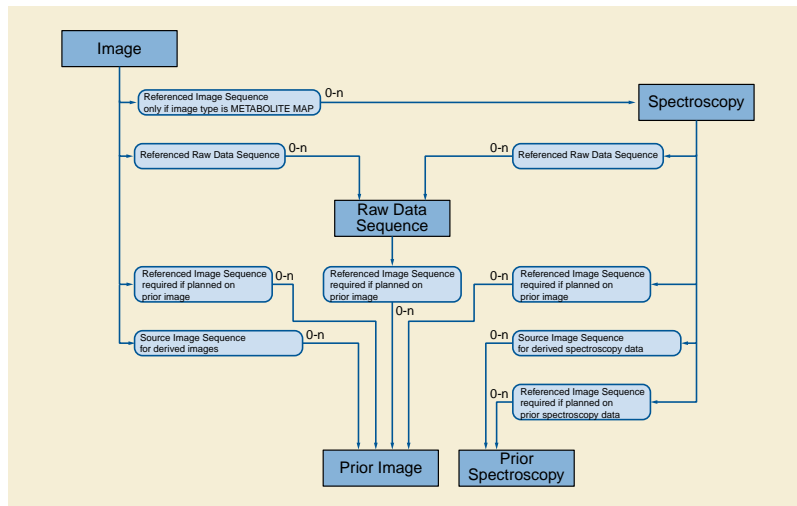 Image
Referenced Image Sequence
only if image type is METABOLITE MAP
0-n
Spectroscopy
Referenced Raw Data Sequence
0-n
0-n
Referenced Raw Data Sequence
Raw Data
Sequence
Referenced Image Sequence
required if planned on
prior image
0-n
Referenced Image Sequence
required if planned on
prior image
0-n
0-n
Referenced Image Sequence
required if planned on
prior image
Source Image Sequence
for derived images
0-n
0-n
Source Image Sequence
for derived spectroscopy data
0-n
Referenced Image Sequence
required if planned on
prior spectroscopy data
Prior Image
Prior
Spectroscopy